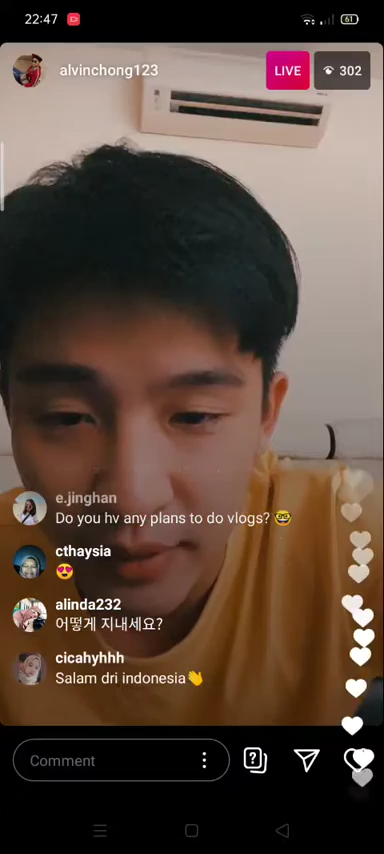 22:47
61
alvinchong123
LIVE
302
e.jinghan
Do you hv any plans to do vlogs? 🤓
cthaysia
😍
alinda232
어떻게 지내세요?
cicahyhhh
Salam dri indonesia👋
Comment
?